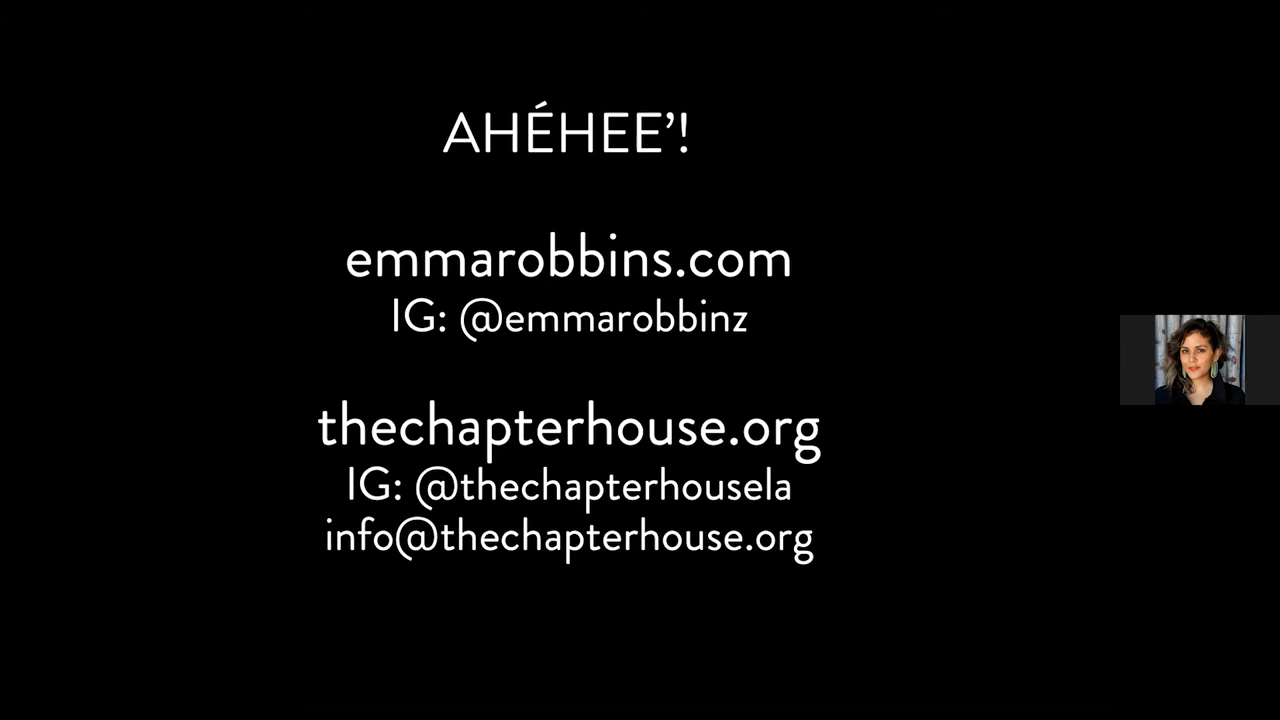 AHÉHEE’!
emmarobbins.com
IG: @emmarobbinz
thechapterhouse.org
IG: @thechapterhousela
info@thechapterhouse.org